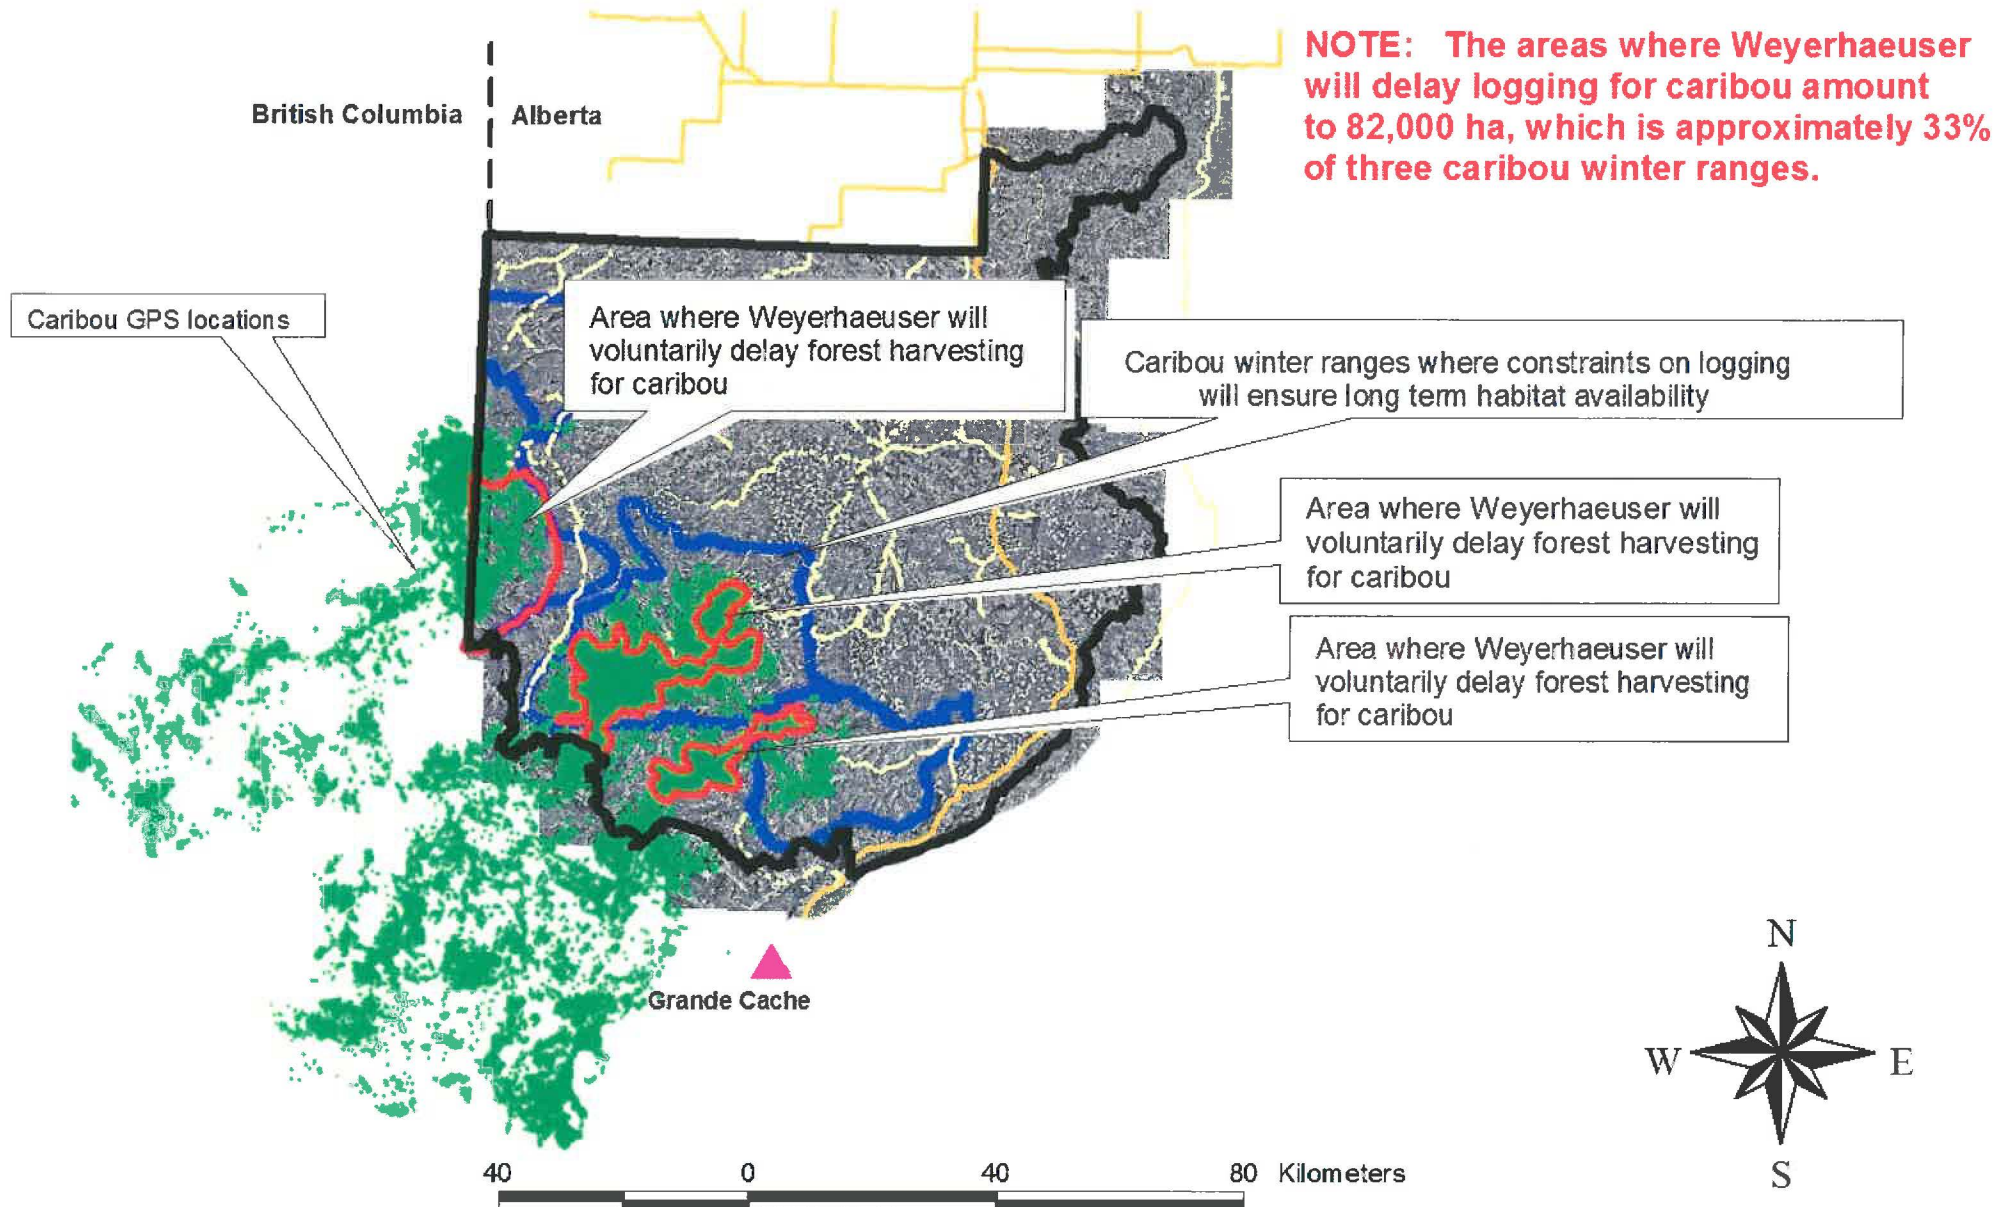 NOTE: The areas where Weyerhaeuser
will delay logging for caribou amount
to 82,000 ha, which is approximately 33%
of three caribou winter ranges.
British Columbia
Alberta
Caribou GPS locations
Area where Weyerhaeuser will
voluntarily delay forest harvesting
for caribou
Caribou winter ranges where constraints on logging
will ensure long term habitat availability
Area where Weyerhaeuser will
voluntarily delay forest harvesting
for caribou
Area where Weyerhaeuser will
voluntarily delay forest harvesting
for caribou
Grande Cache
N
W
E
S
40 0 40 80 Kilometers